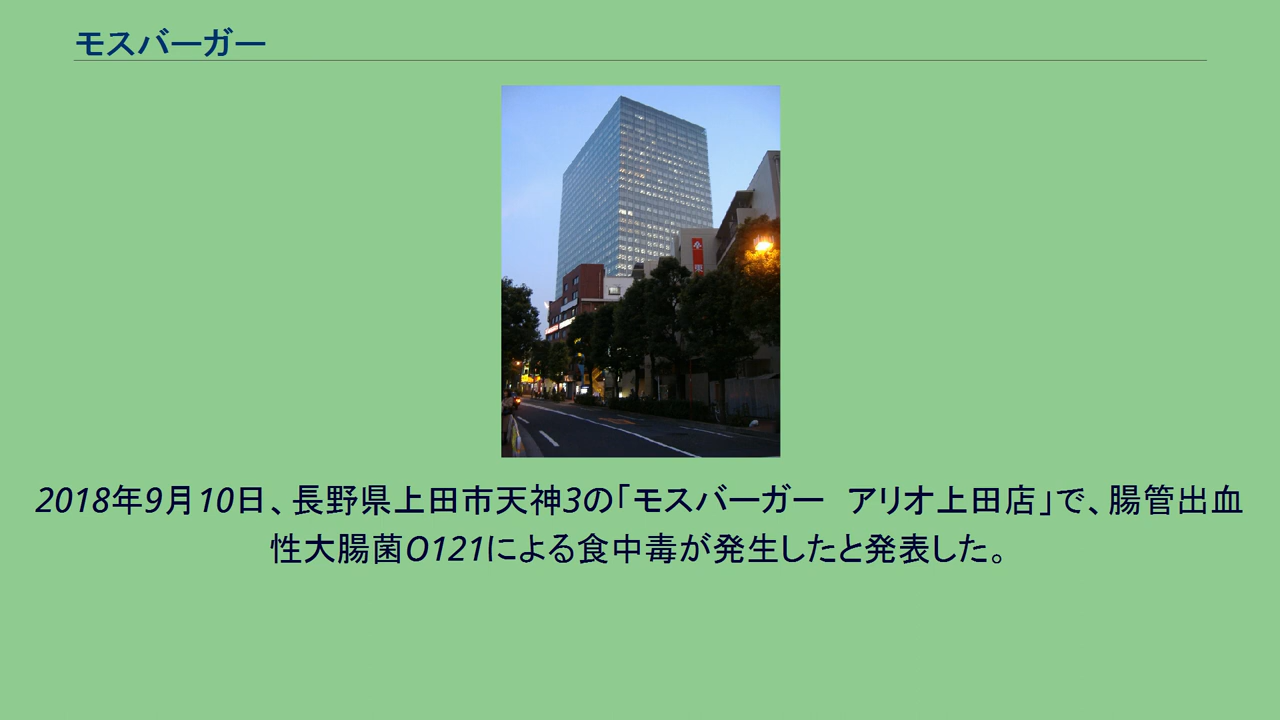 モスバーガー
2018年9月10日、長野県上田市天神3の「モスバーガー　アリオ上田店」で、腸管出血
性大腸菌O121による食中毒が発生したと発表した。